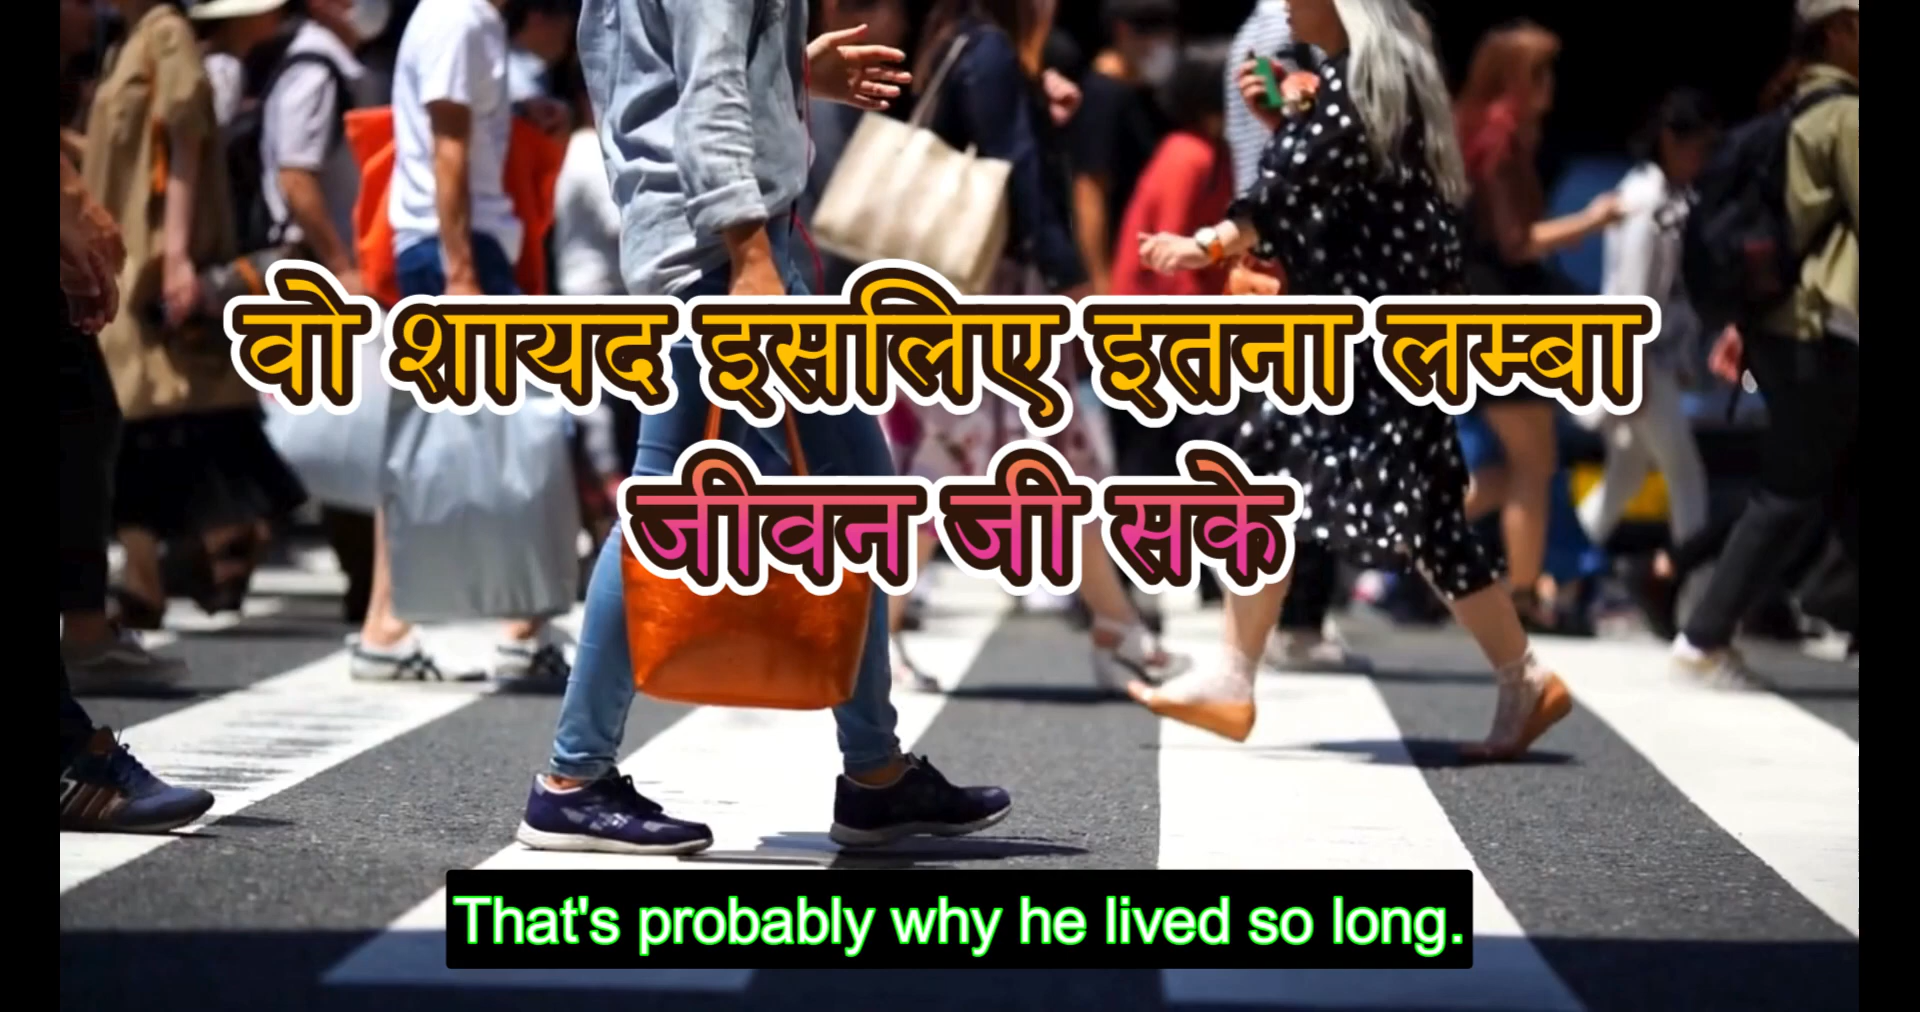 वो शायद इसलिए इतना लम्बा
जीवन जी सके
That's probably why he lived so long.